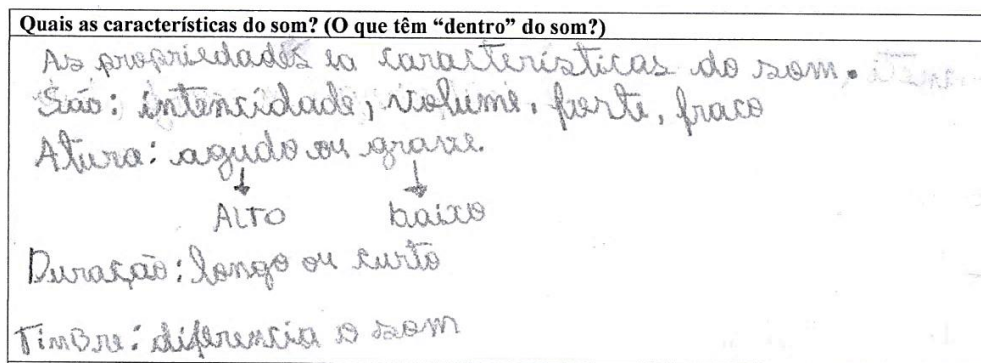 Quais as características do som? (O que têm “dentro” do som?)
As propriedades ea características do som.
São: intencidade, volume, forte, fraco
Altura: agudo ou grave.
↓ ↓
ALTO baixo
Duração: longo ou curto
TimBre: diferencia o som